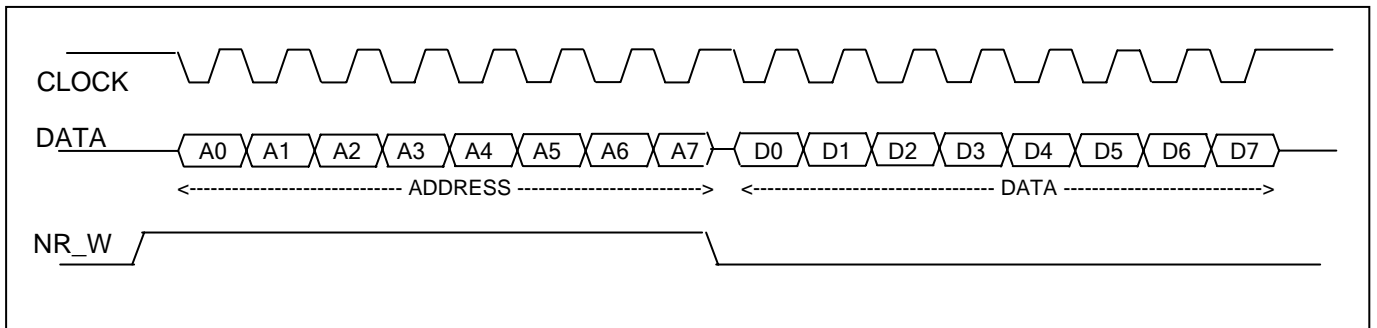 CLOCK
DATA
A0 A1 A2 A3 A4 A5 A6 A7 D0 D1 D2 D3 D4 D5 D6 D7
ADDRESS DATA
NR_W